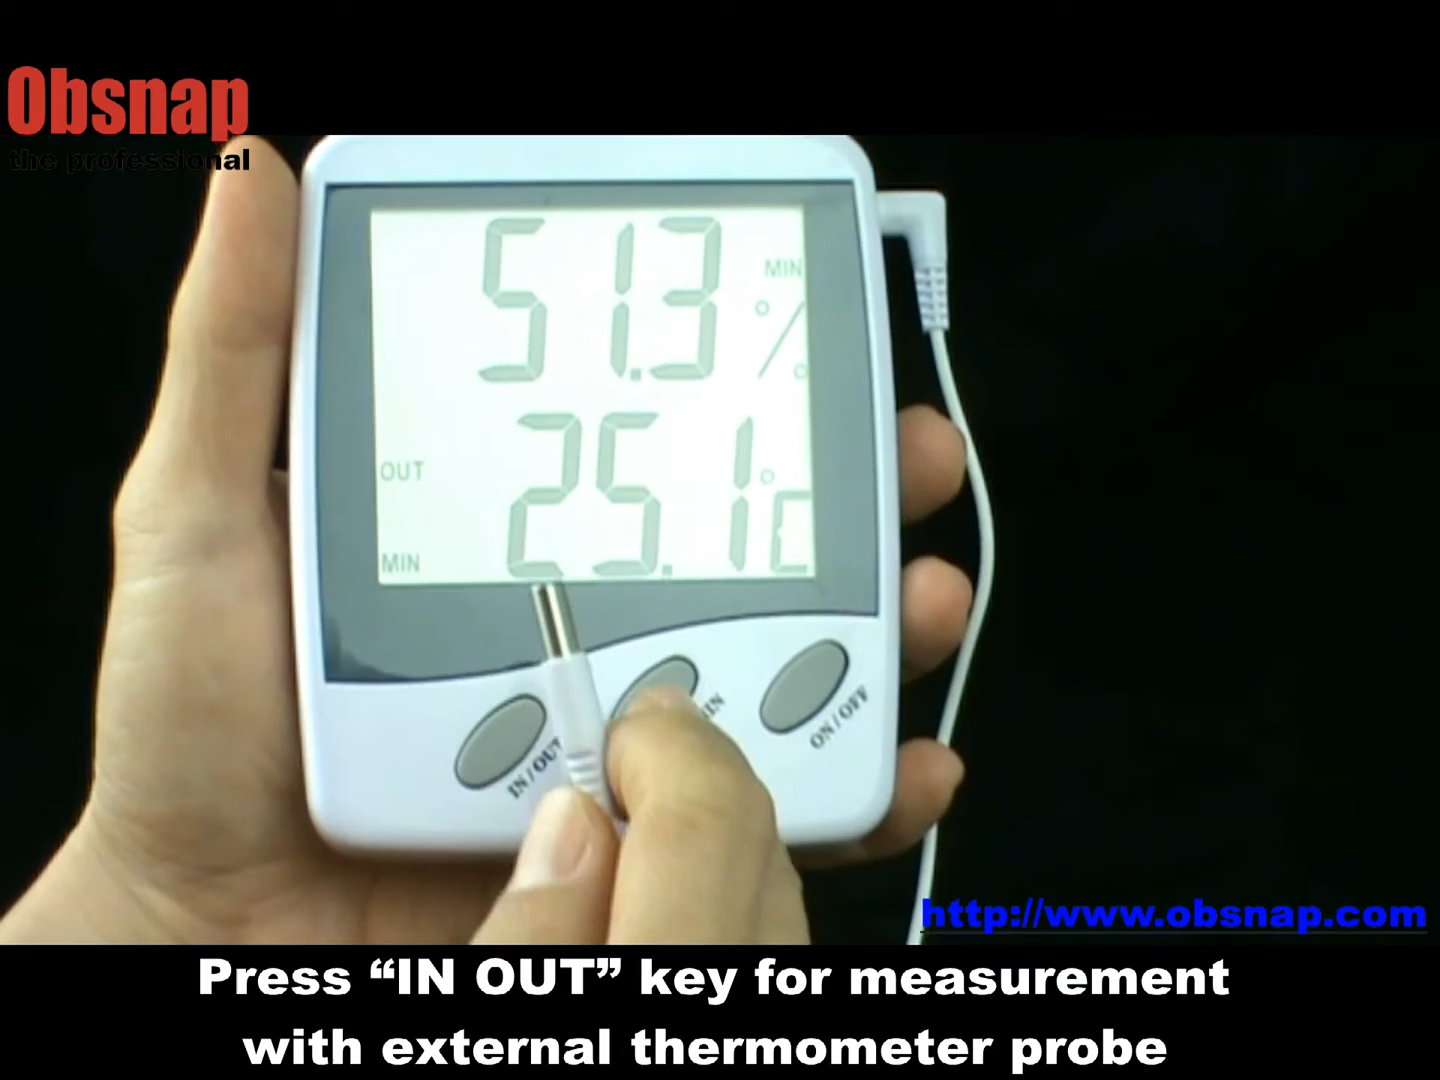 Obsnap
the professional
51.3
MIN
%
OUT
25.1
°C
MIN
IN / OUT
ON / OFF
http://www.obsnap.com
Press “IN OUT” key for measurement
with external thermometer probe